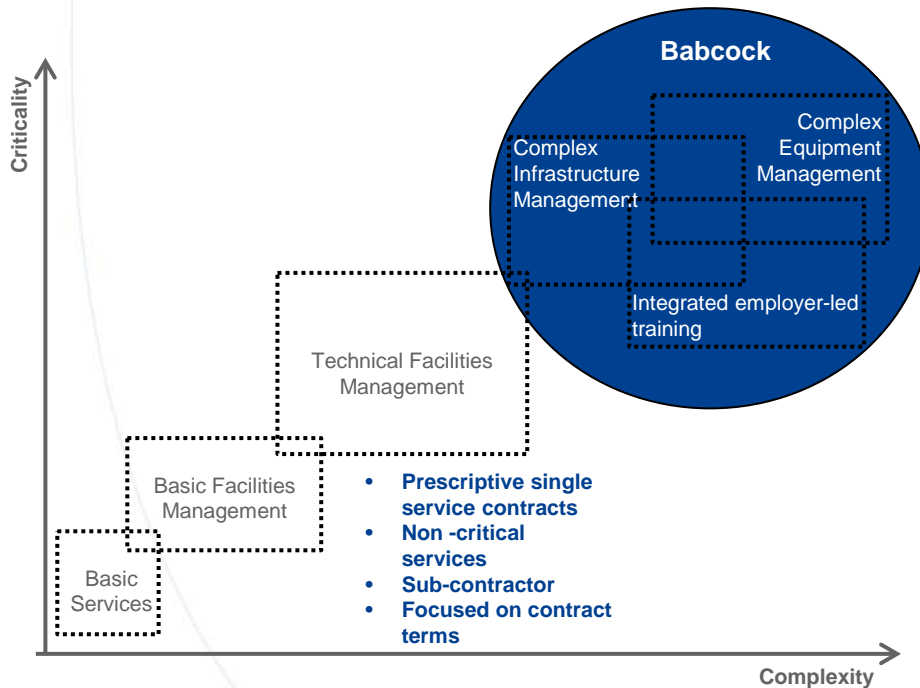 Babcock
Criticality
Complex
Equipment
Management
Complex
Infrastructure
Management
Integrated employer-led
training
Technical Facilities
Management
Basic Facilities
Management
Basic
Services
• Prescriptive single
service contracts
• Non -critical
services
• Sub-contractor
• Focused on contract
terms
Complexity